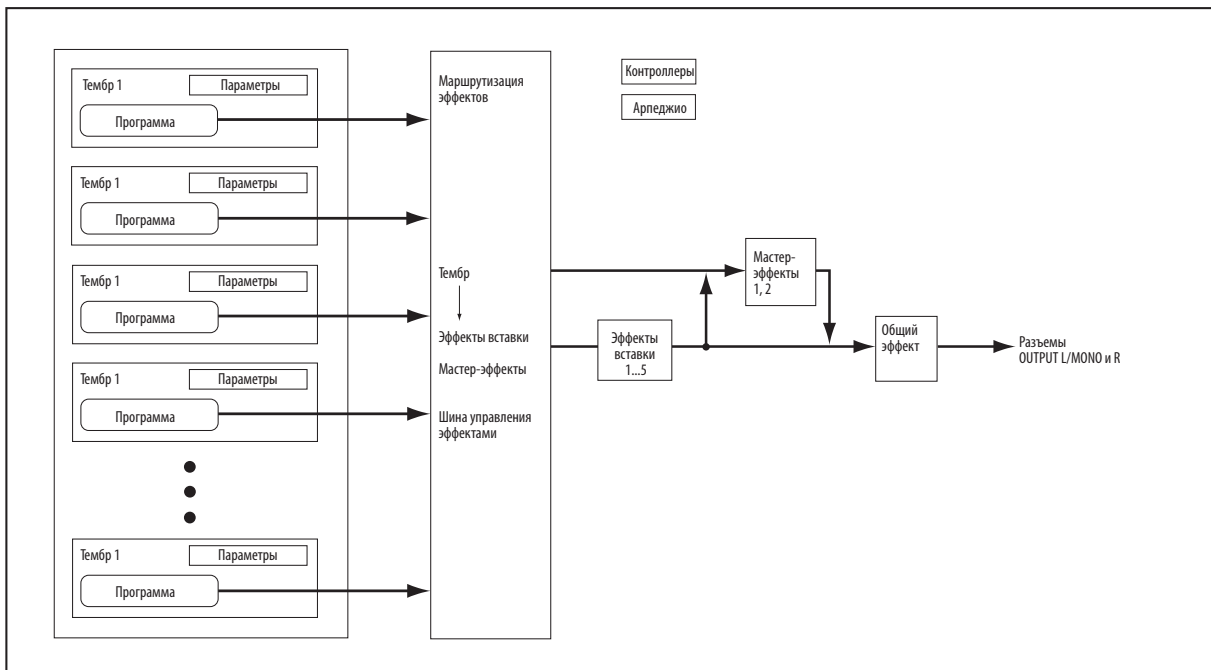 Тембр 1
Параметры
Программа
Тембр 1
Параметры
Программа
Тембр 1
Параметры
Программа
Тембр 1
Параметры
Программа
Тембр 1
Параметры
Программа
Маршрутизация
эффектов
Тембр
Эффекты вставки
Мастер-эффекты
Шина управления
эффектами
Контроллеры
Арпеджио
Эффекты
вставки
1...5
Мастер-
эффекты
1, 2
Общий
эффект
Разъемы
OUTPUT L/MONO и R